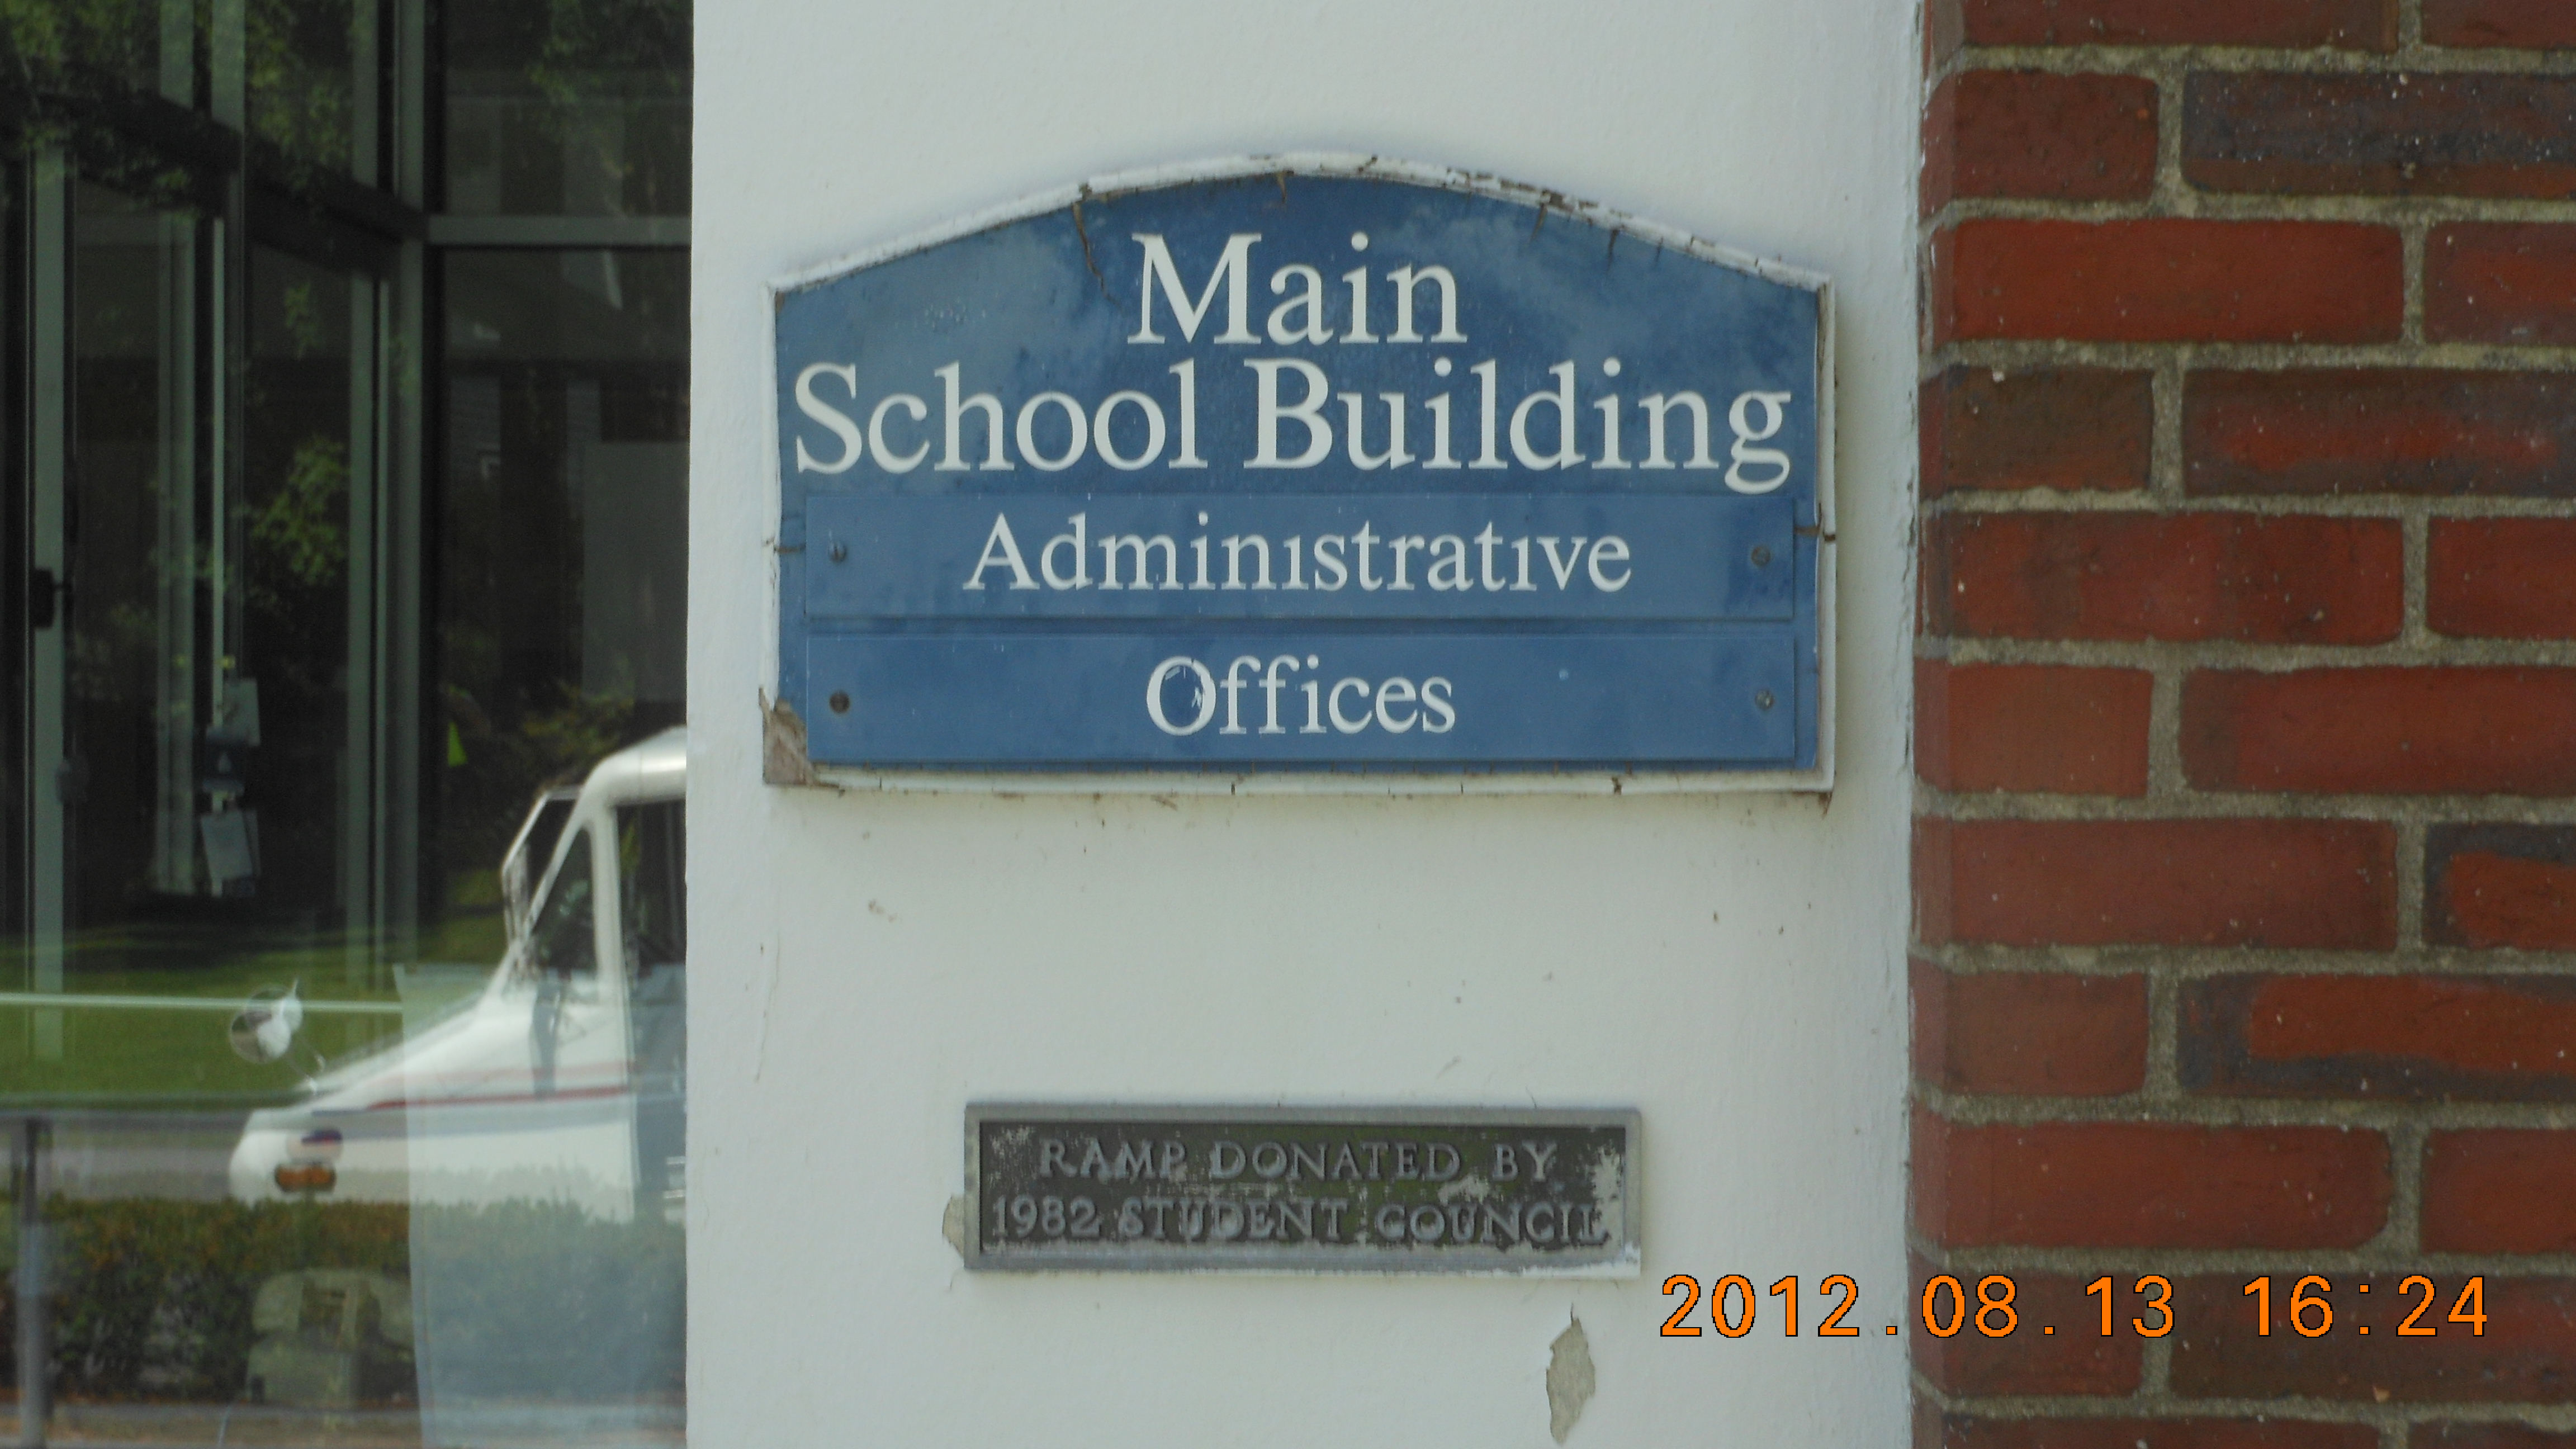 Main
School Building
Administrative
Offices
RAMP DONATED BY
1982 STUDENT COUNCIL
2012.08.13 16:24